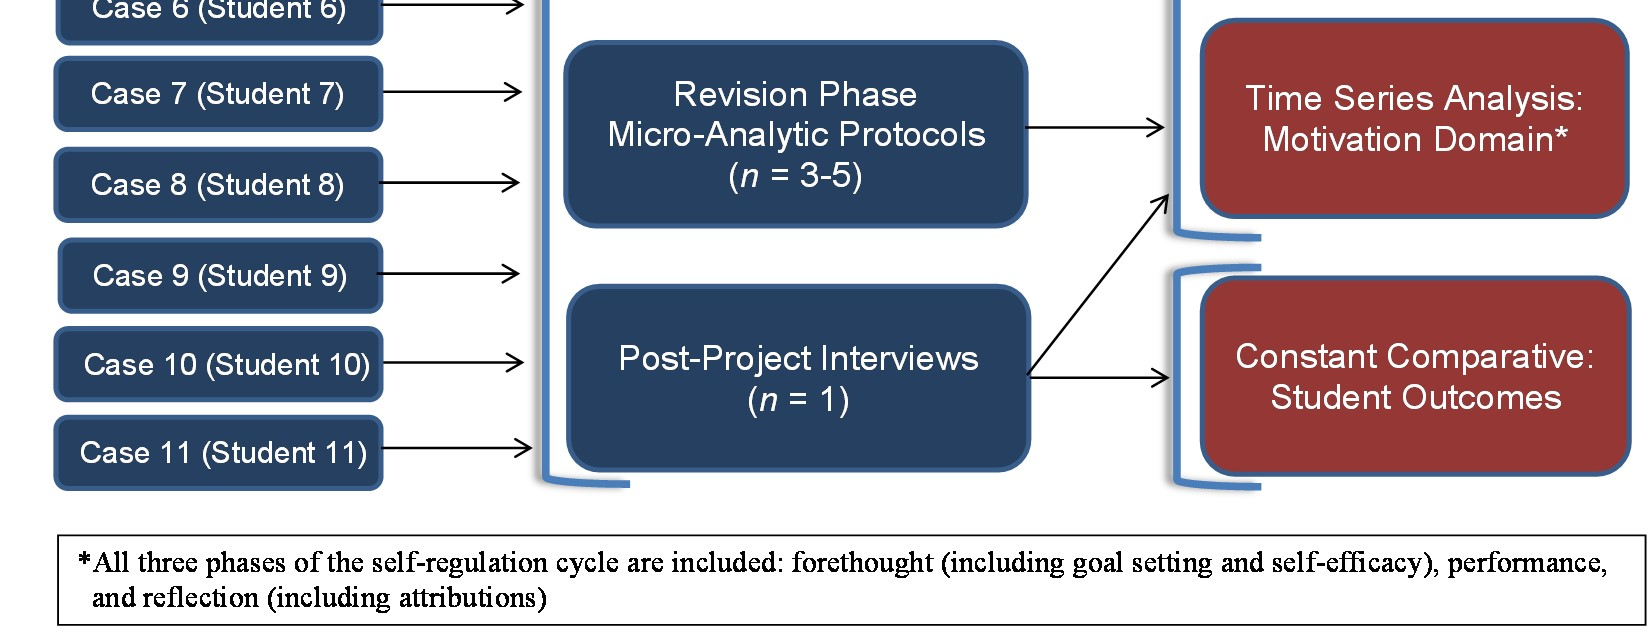 Case 6 (Student 6)
Case 7 (Student 7)
Case 8 (Student 8)
Case 9 (Student 9)
Case 10 (Student 10)
Case 11 (Student 11)
Revision Phase
Micro-Analytic Protocols
(n = 3-5)
Post-Project Interviews
(n = 1)
Time Series Analysis:
Motivation Domain*
Constant Comparative:
Student Outcomes
*All three phases of the self-regulation cycle are included: forethought (including goal setting and self-efficacy), performance,
and reflection (including attributions)